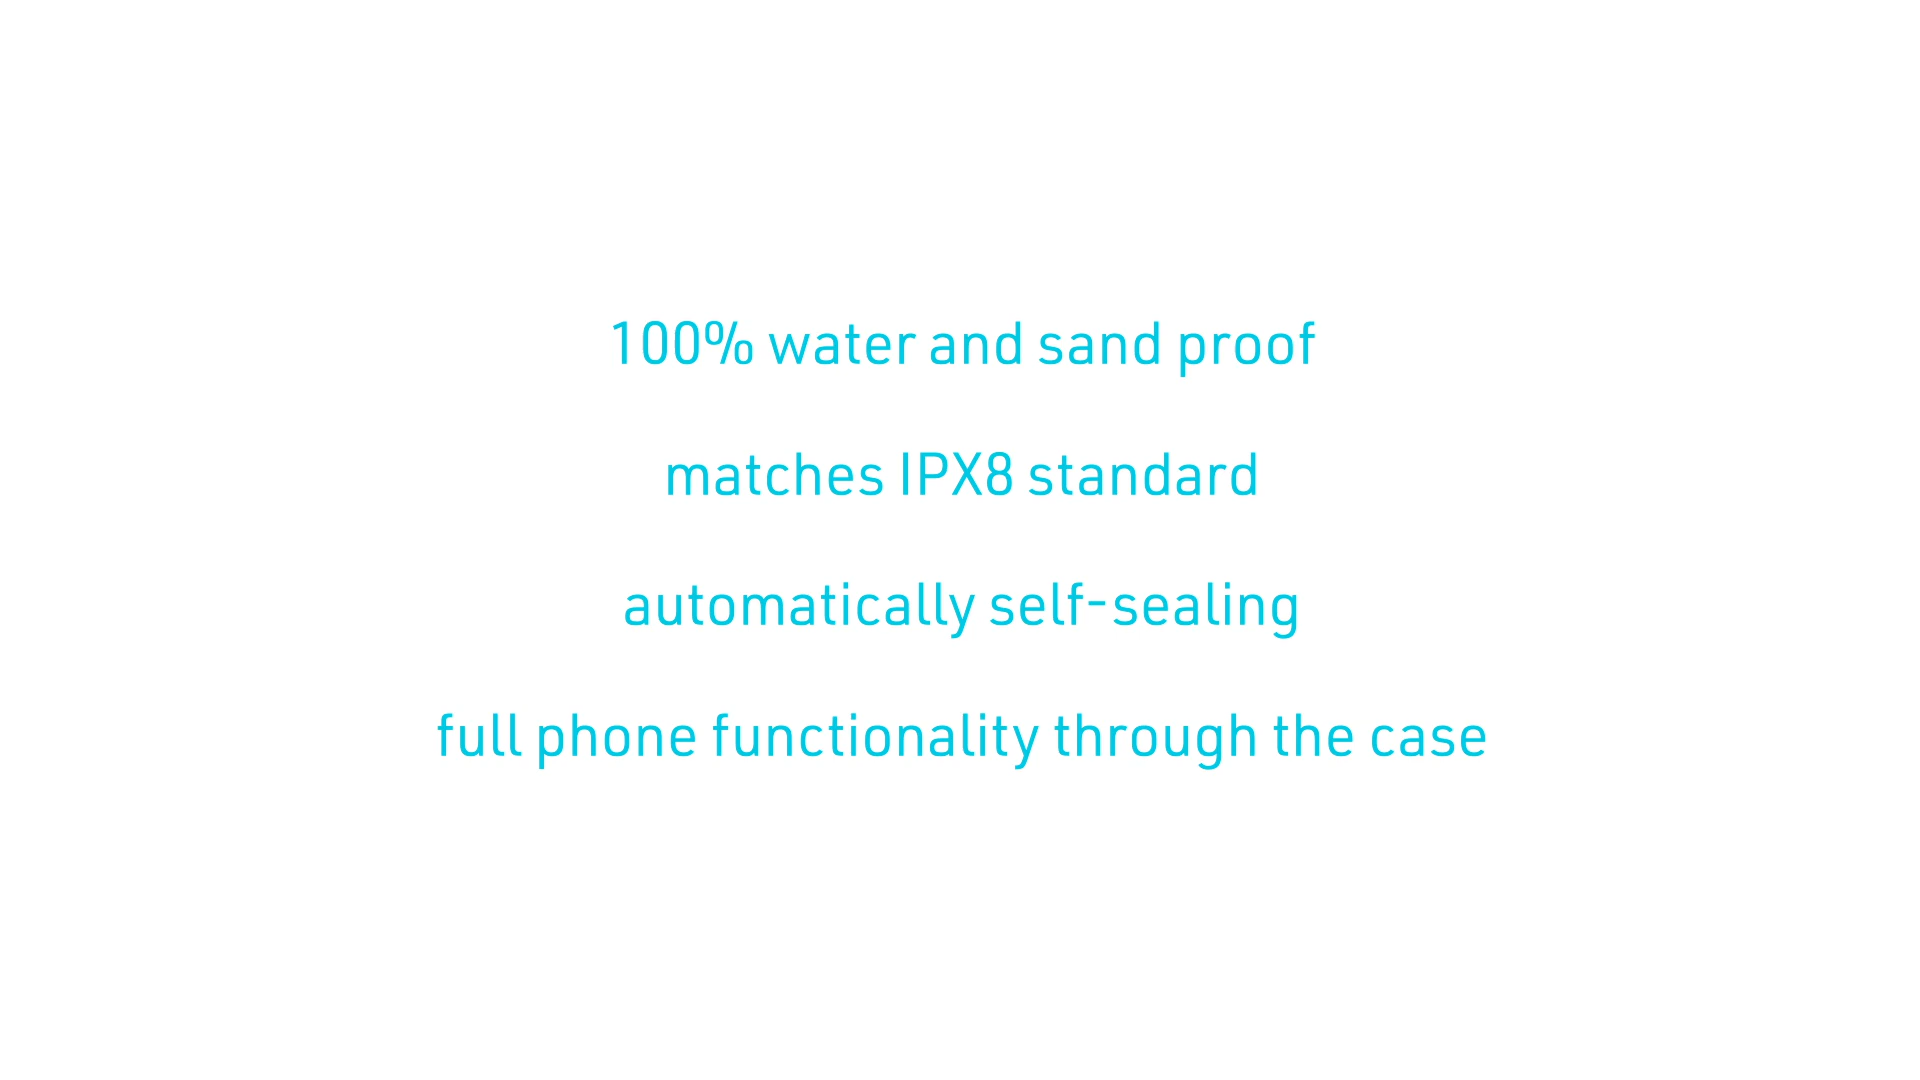 100% water and sand proof
matches IPX8 standard
automatically self-sealing
full phone functionality through the case